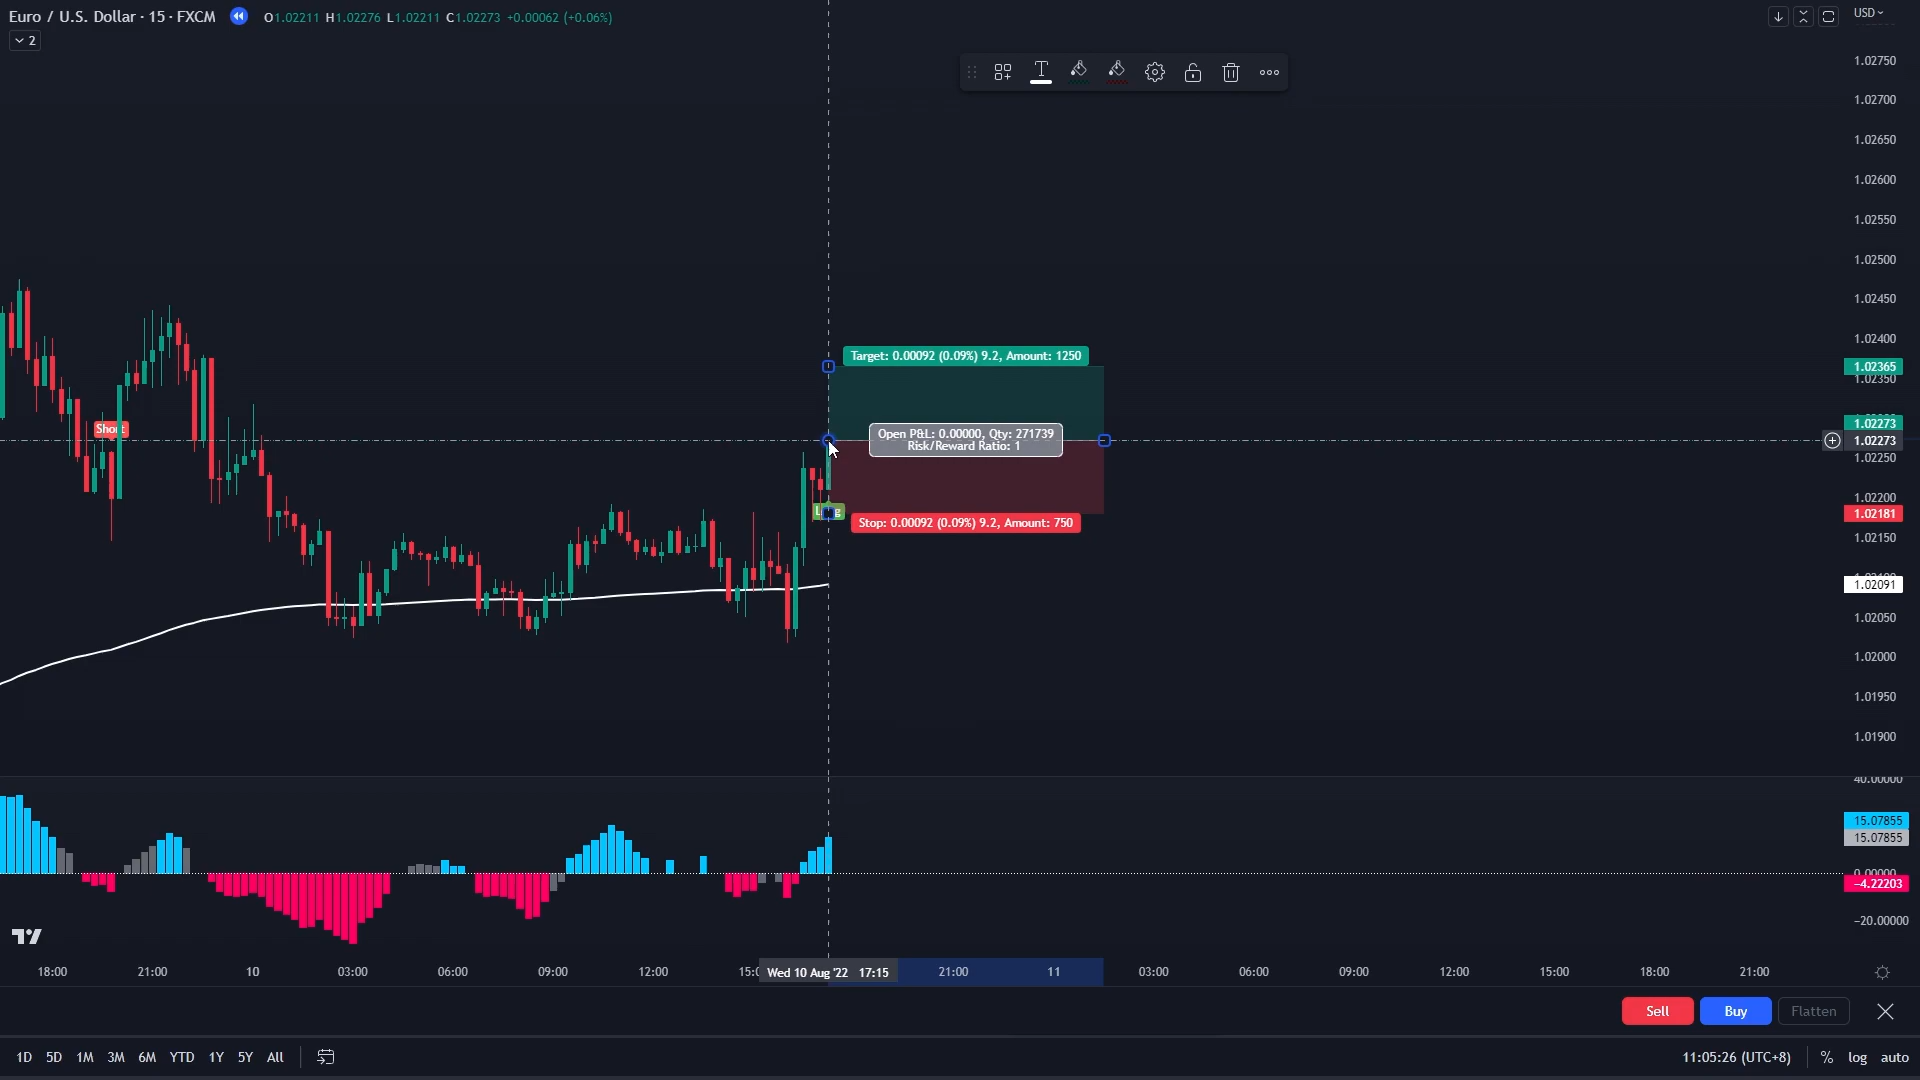 Euro / U.S. Dollar · 15 · FXCM O1.02211 H1.02276 L1.02211 C1.02273 +0.00062 (+0.06%)
2
USD
1.02750
1.02700
1.02650
1.02600
1.02550
1.02500
1.02450
1.02400
Target: 0.00092 (0.09%) 9.2, Amount: 1250
1.02365
1.02350
1.02273
Short
Open P&L: 0.00000, Qty: 271739
Risk/Reward Ratio: 1
1.02273
1.02250
1.02200
1.02181
Stop: 0.00092 (0.09%) 9.2, Amount: 750
1.02150
1.02091
1.02050
1.02000
1.01950
1.01900
40.00000
15.07855
15.07855
0.00000
−4.22203
−20.00000
18:00 21:00 10 03:00 06:00 09:00 12:00 Wed 10 Aug '22 17:15 21:00 11 03:00 06:00 09:00 12:00 15:00 18:00 21:00
Sell Buy Flatten
1D 5D 1M 3M 6M YTD 1Y 5Y All 11:05:26 (UTC+8) % log auto